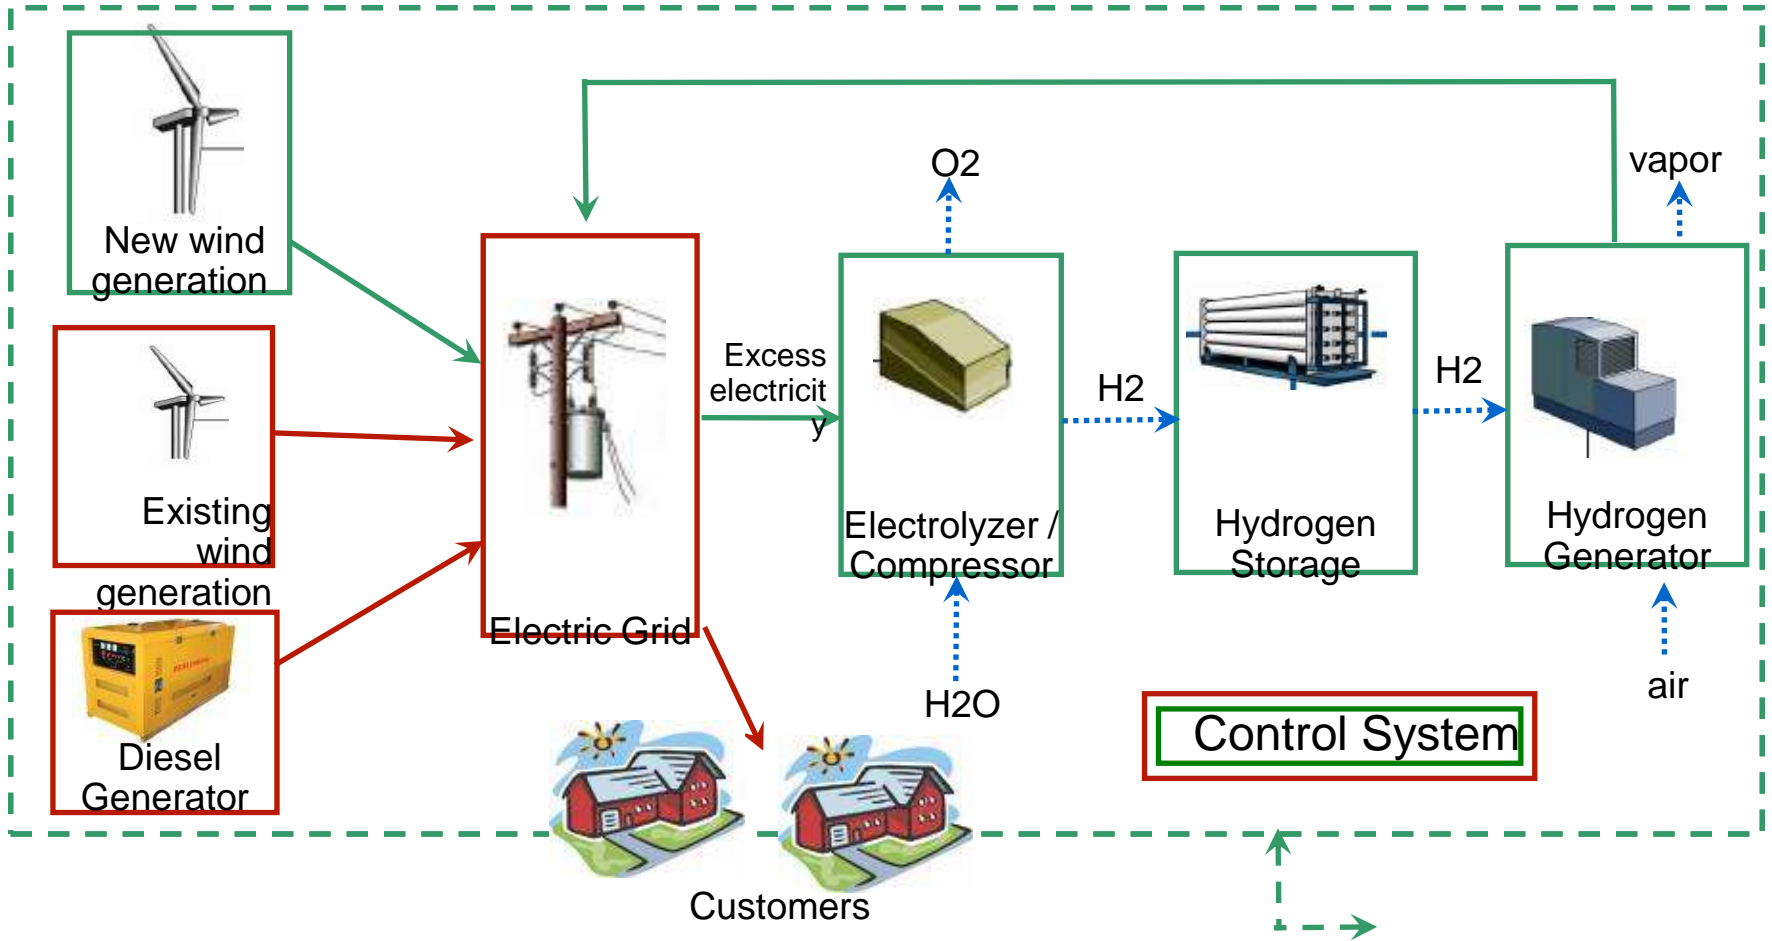 New wind
generation
Existing
wind
generation
Diesel
Generator
Electric Grid
Customers
Excess
electricit
y
O2
Electrolyzer /
Compressor
H2O
H2
Hydrogen
Storage
H2
vapor
Hydrogen
Generator
air
Control System